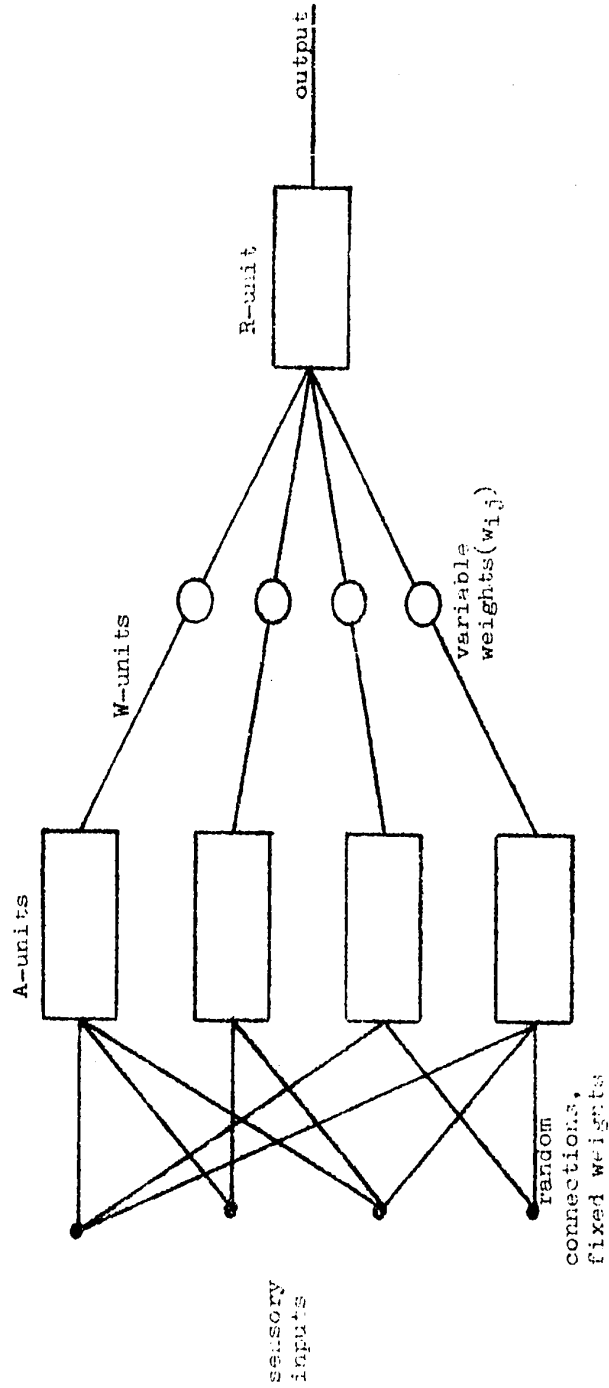 sensory
inputs
random
connections,
fixed weights
A-units
W-units
variable
weights(wij)
R-unit
output